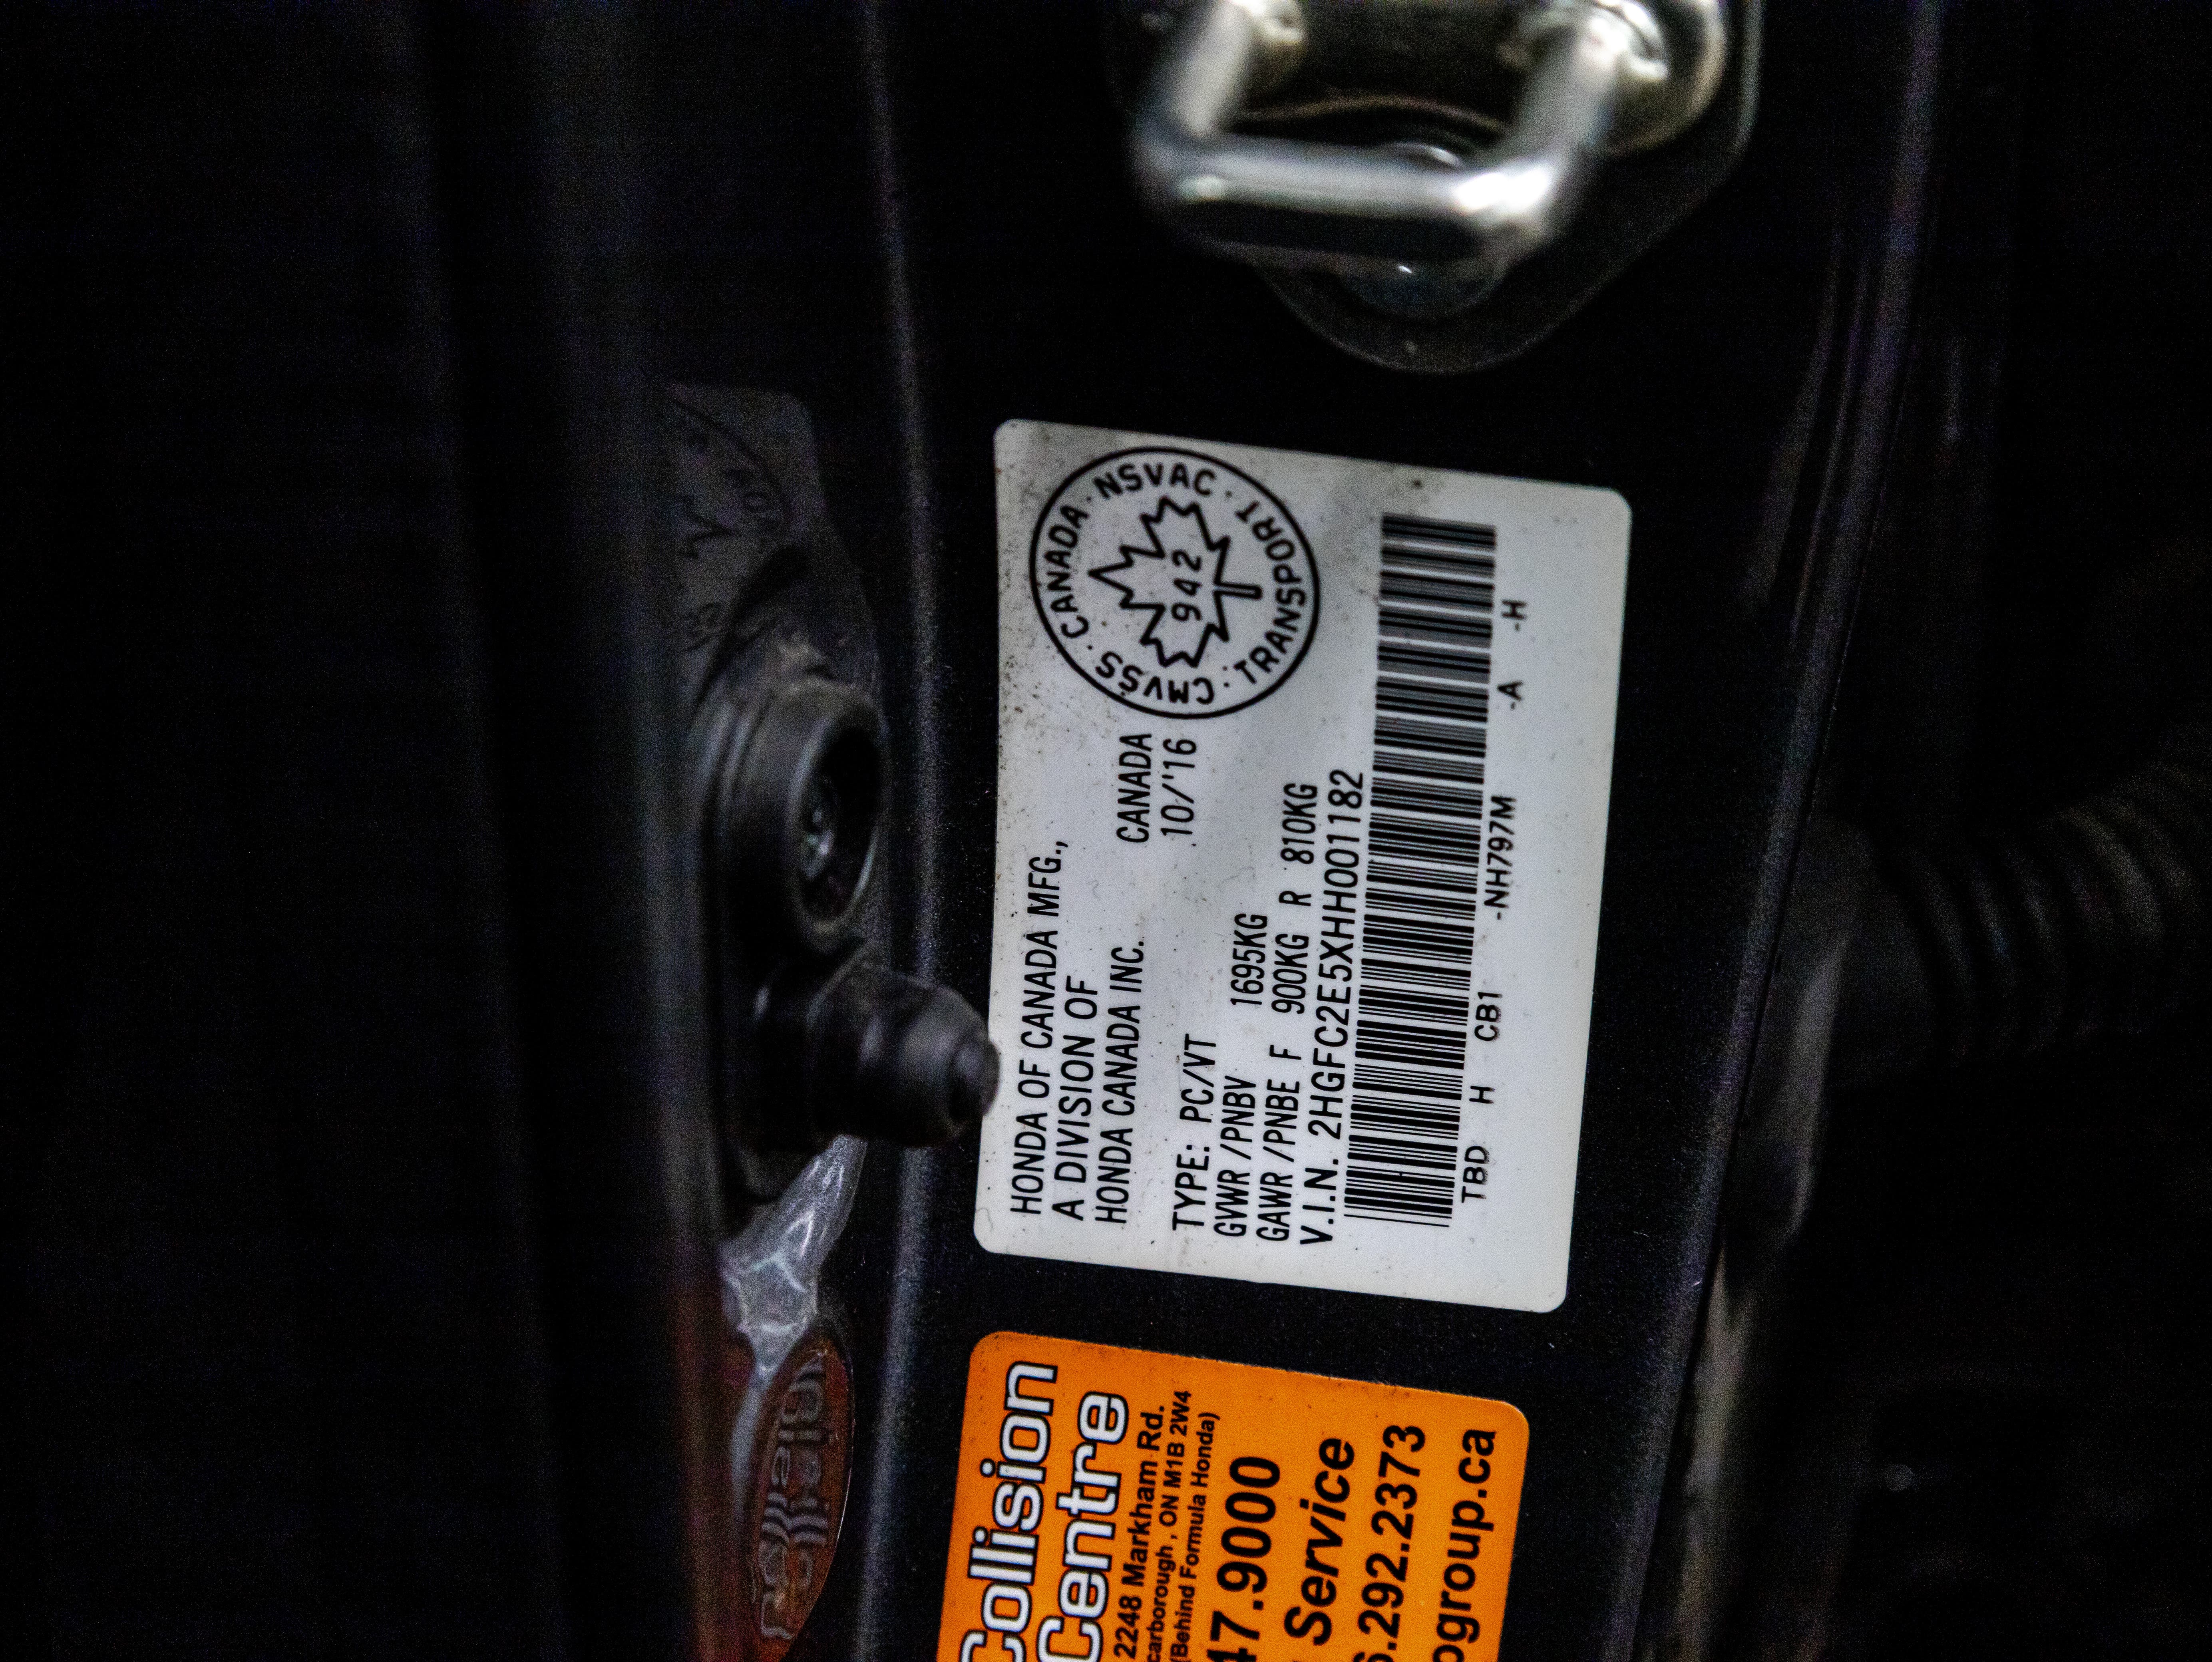 HONDA OF CANADA MFG.,
A DIVISION OF
HONDA CANADA INC.
CANADA
10/'16
CMVSS · CANADA · NSVAC · TRANSPORT ·
942
TYPE: PC/VT
GVWR /PNBV 1695KG
GAWR /PNBE F 900KG R 810KG
V.I.N. 2HGFC2E5XHH001182
TBD H CB1 -NH797M -A -H
Collision
Centre
2248 Markham Rd.
carborough , ON M1B 2W4
(Behind Formula Honda)
47.9000
Service
6.292.2373
ogroup.ca